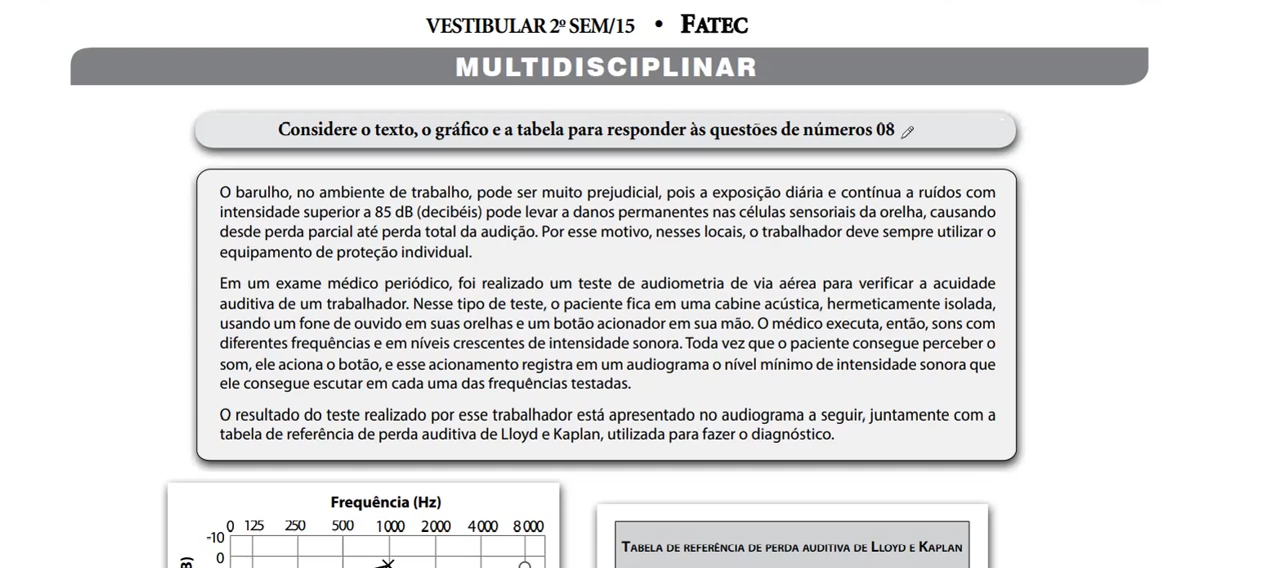 VESTIBULAR 2º SEM/15 • FATEC
MULTIDISCIPLINAR
Considere o texto, o gráfico e a tabela para responder às questões de números 08
O barulho, no ambiente de trabalho, pode ser muito prejudicial, pois a exposição diária e contínua a ruídos com
intensidade superior a 85 dB (decibéis) pode levar a danos permanentes nas células sensoriais da orelha, causando
desde perda parcial até perda total da audição. Por esse motivo, nesses locais, o trabalhador deve sempre utilizar o
equipamento de proteção individual.
Em um exame médico periódico, foi realizado um teste de audiometria de via aérea para verificar a acuidade
auditiva de um trabalhador. Nesse tipo de teste, o paciente fica em uma cabine acústica, hermeticamente isolada,
usando um fone de ouvido em suas orelhas e um botão acionador em sua mão. O médico executa, então, sons com
diferentes frequências e em níveis crescentes de intensidade sonora. Toda vez que o paciente consegue perceber o
som, ele aciona o botão, e esse acionamento registra em um audiograma o nível mínimo de intensidade sonora que
ele consegue escutar em cada uma das frequências testadas.
O resultado do teste realizado por esse trabalhador está apresentado no audiograma a seguir, juntamente com a
tabela de referência de perda auditiva de Lloyd e Kaplan, utilizada para fazer o diagnóstico.
Frequência (Hz)
0 125 250 500 1 000 2 000 4 000 8 000
-10
0
B)
TABELA DE REFERÊNCIA DE PERDA AUDITIVA DE LLOYD E KAPLAN